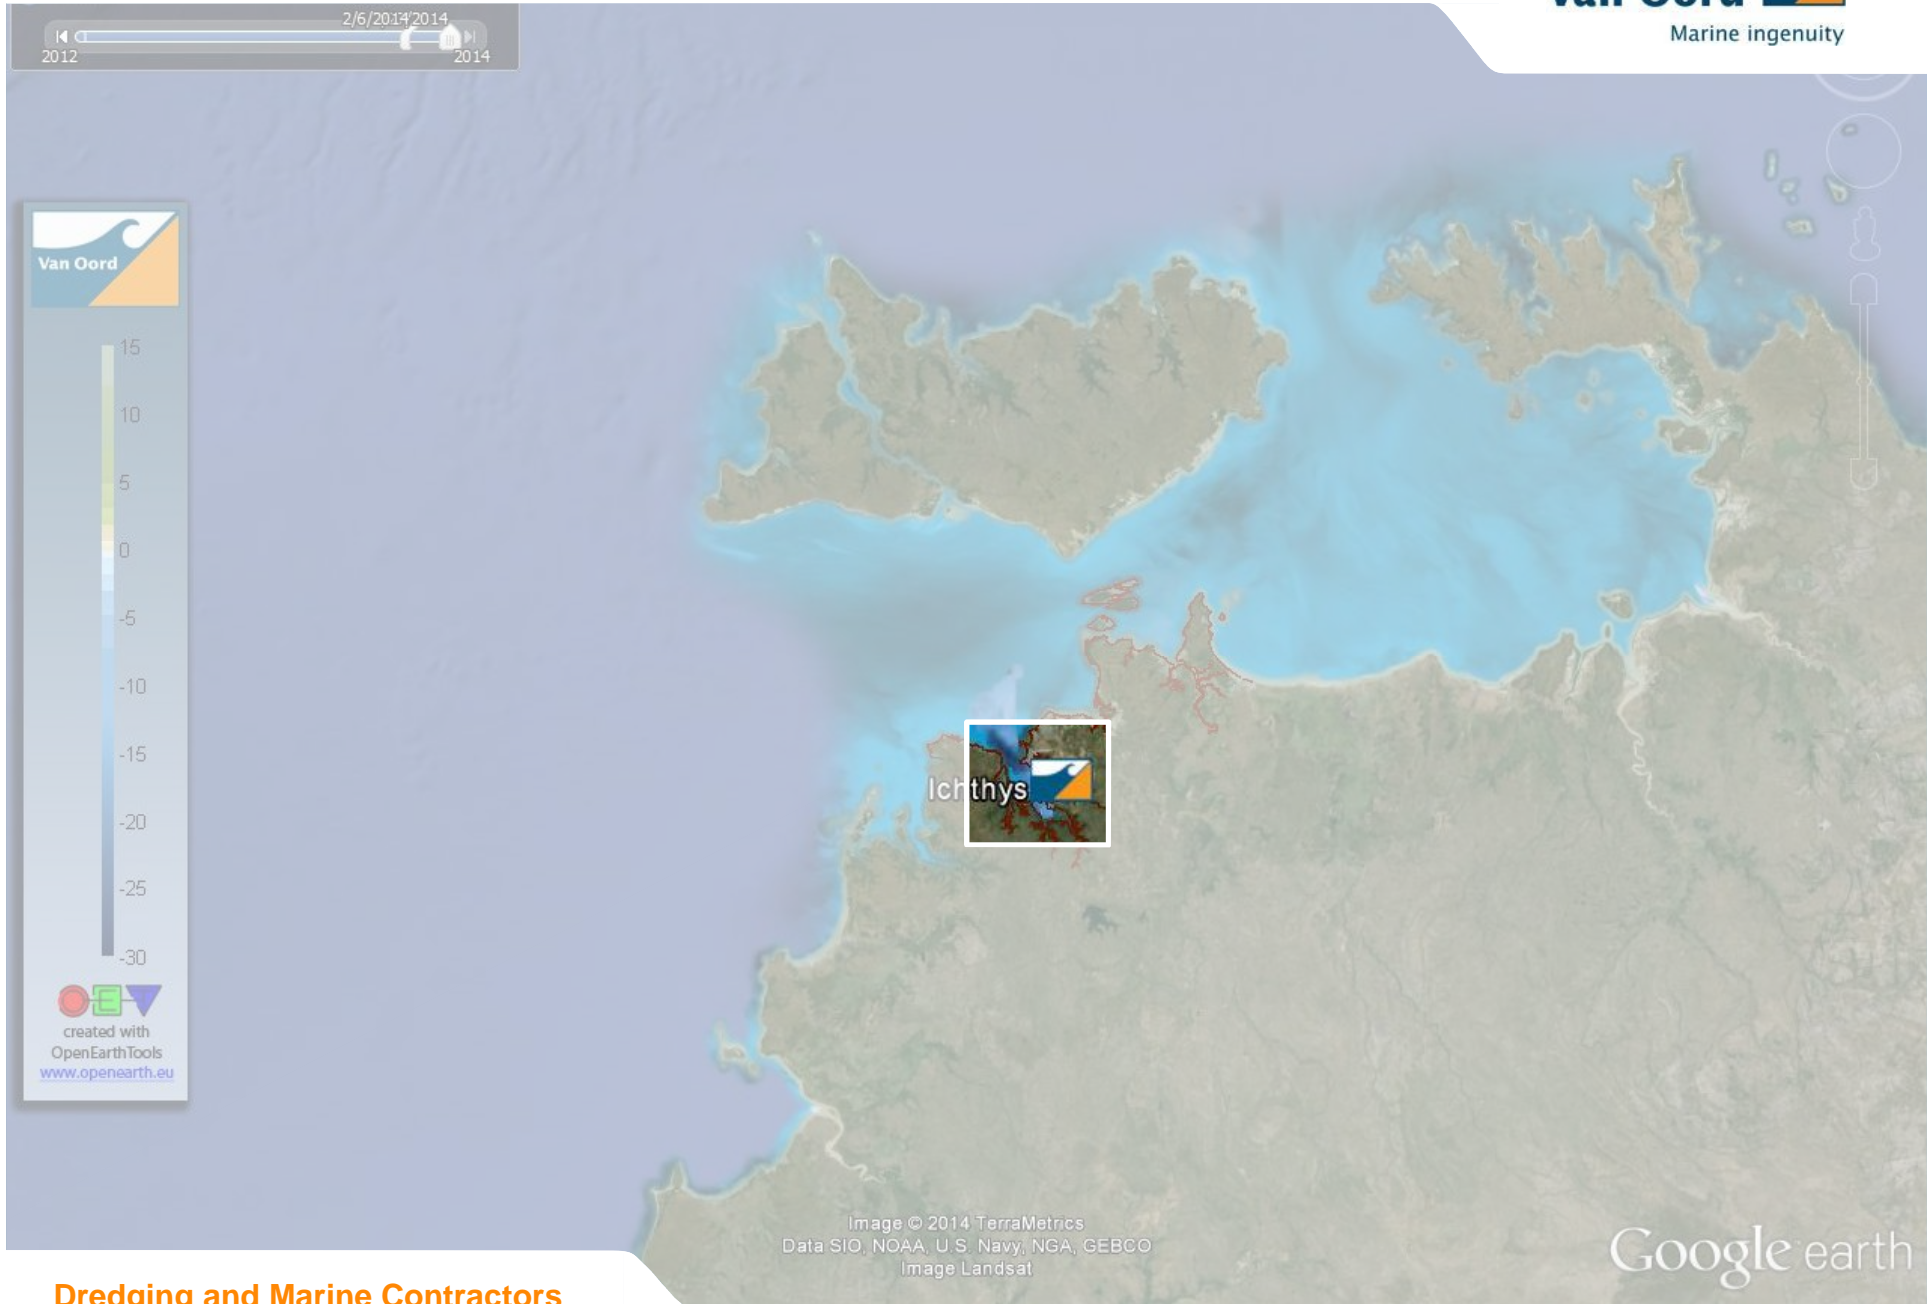 2/6/2014
2014
2012
2014
Van Oord
Marine ingenuity
Van Oord
15
10
5
0
-5
-10
-15
-20
-25
-30
created with
OpenEarthTools
www.openearth.eu
Ichthys
Image © 2014 TerraMetrics
Data SIO, NOAA, U.S. Navy, NGA, GEBCO
Image Landsat
Google earth
Dredging and Marine Contractors